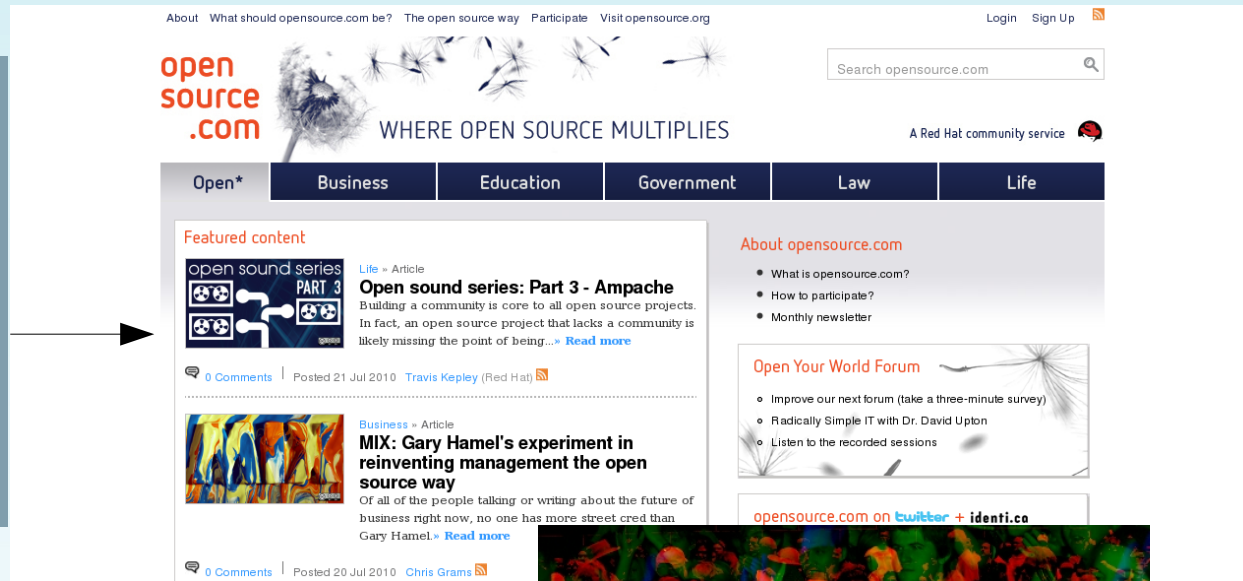 About What should opensource.com be? The open source way Participate Visit opensource.org
Login Sign Up
open
source
.com
WHERE OPEN SOURCE MULTIPLIES
Search opensource.com
A Red Hat community service
Open* Business Education Government Law Life
Featured content
open sound series
PART 3
Life » Article
Open sound series: Part 3 - Ampache
Building a community is core to all open source projects.
In fact, an open source project that lacks a community is
likely missing the point of being...» Read more
0 Comments Posted 21 Jul 2010 Travis Kepley (Red Hat)
Business » Article
MIX: Gary Hamel's experiment in
reinventing management the open
source way
Of all of the people talking or writing about the future of
business right now, no one has more street cred than
Gary Hamel.» Read more
0 Comments Posted 20 Jul 2010 Chris Grams
About opensource.com
What is opensource.com?
How to participate?
Monthly newsletter
Open Your World Forum
Improve our next forum (take a three-minute survey)
Radically Simple IT with Dr. David Upton
Listen to the recorded sessions
opensource.com on twitter + identi.ca